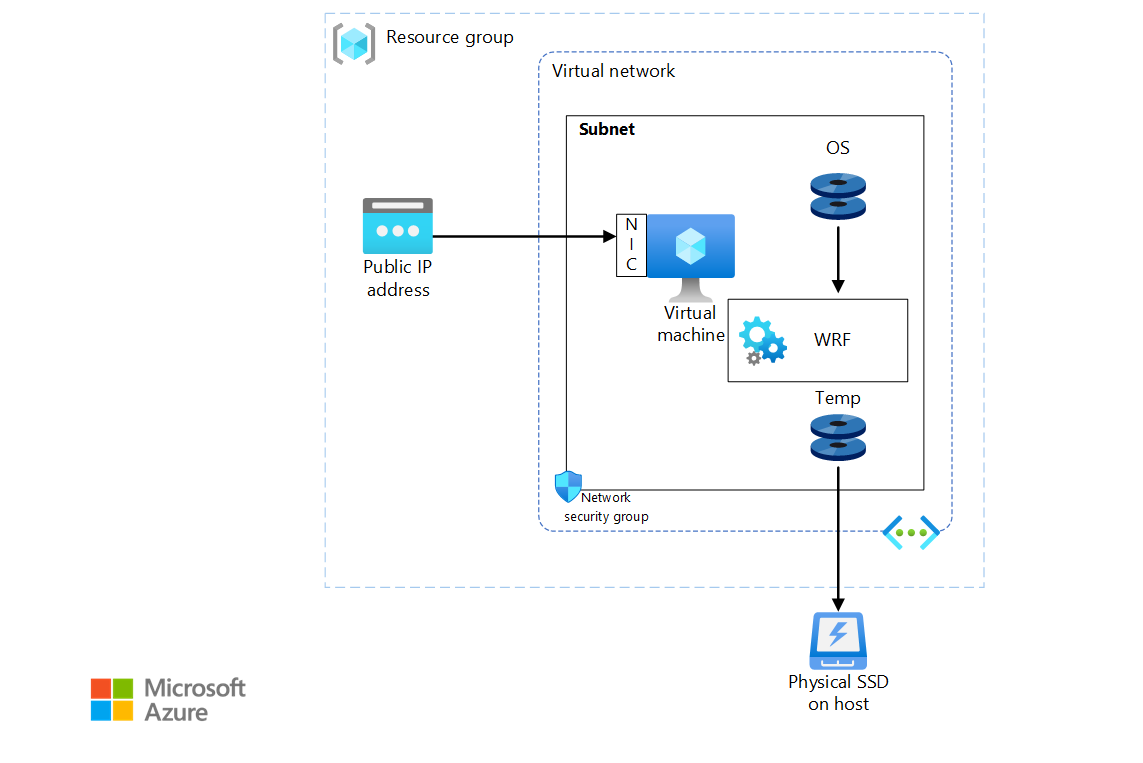 Resource group
Virtual network
Subnet
OS
N
I
C
Public IP
address
Virtual
machine
WRF
Temp
Network
security group
Physical SSD
on host
Microsoft
Azure